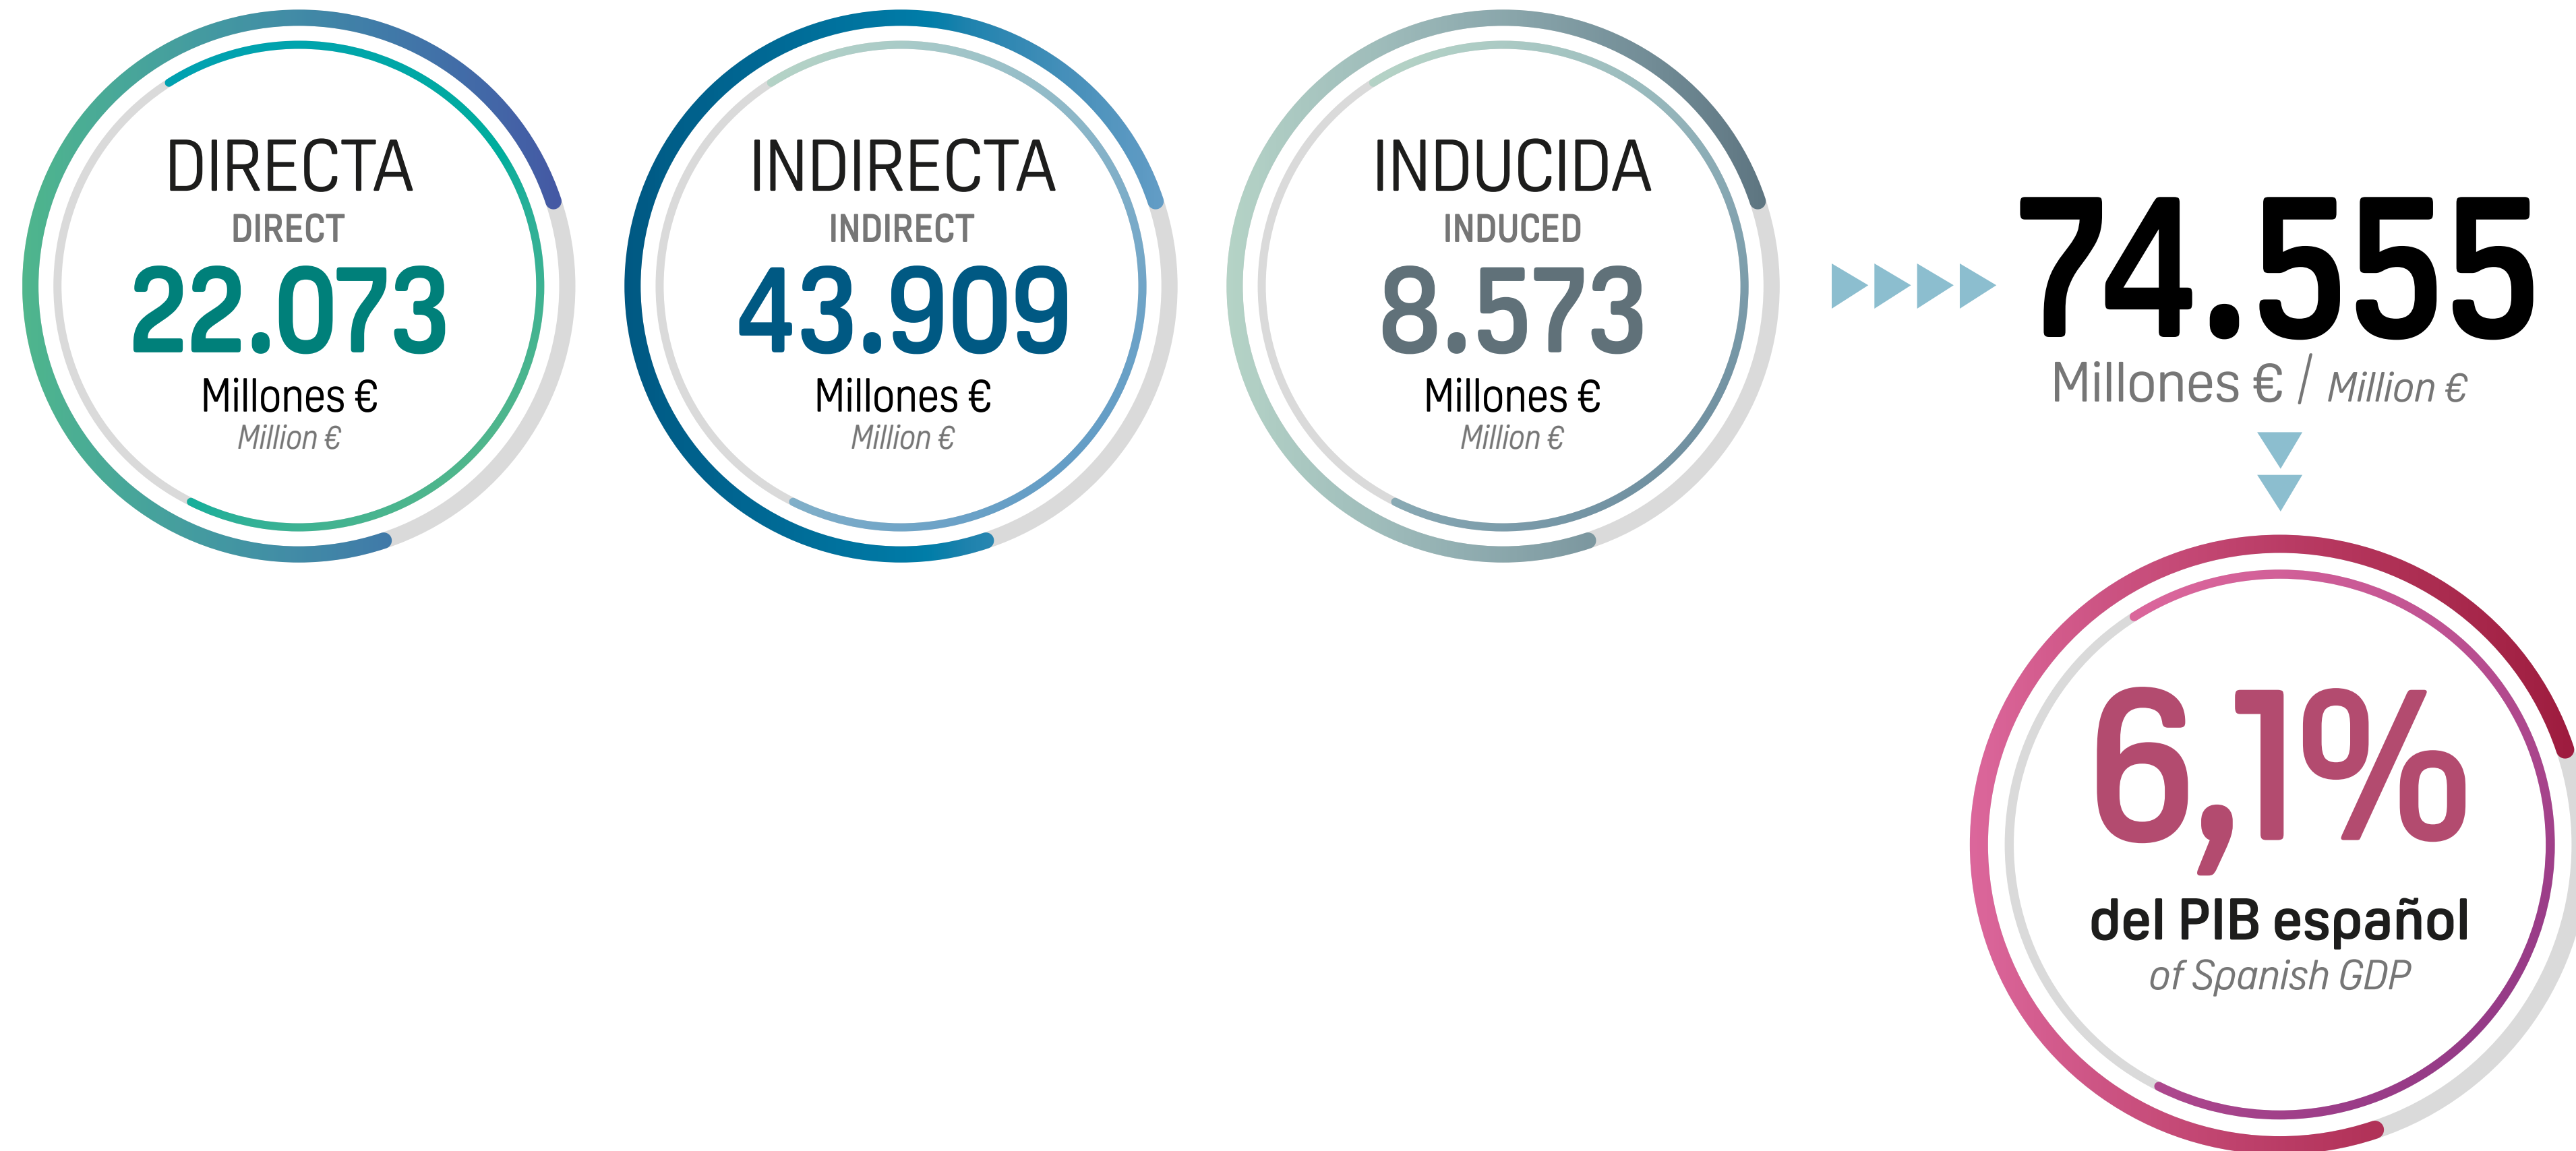 DIRECTA
DIRECT
22.073
Millones €
Million €
INDIRECTA
INDIRECT
43.909
Millones €
Million €
INDUCIDA
INDUCED
8.573
Millones €
Million €
74.555
Millones € / Million €
6,1%
del PIB español
of Spanish GDP